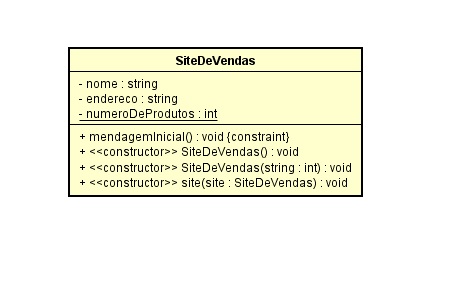 SiteDeVendas
- nome : string
- endereco : string
- numeroDeProdutos : int
+ mendagemInicial() : void {constraint}
+ <<constructor>> SiteDeVendas() : void
+ <<constructor>> SiteDeVendas(string : int) : void
+ <<constructor>> site(site : SiteDeVendas) : void